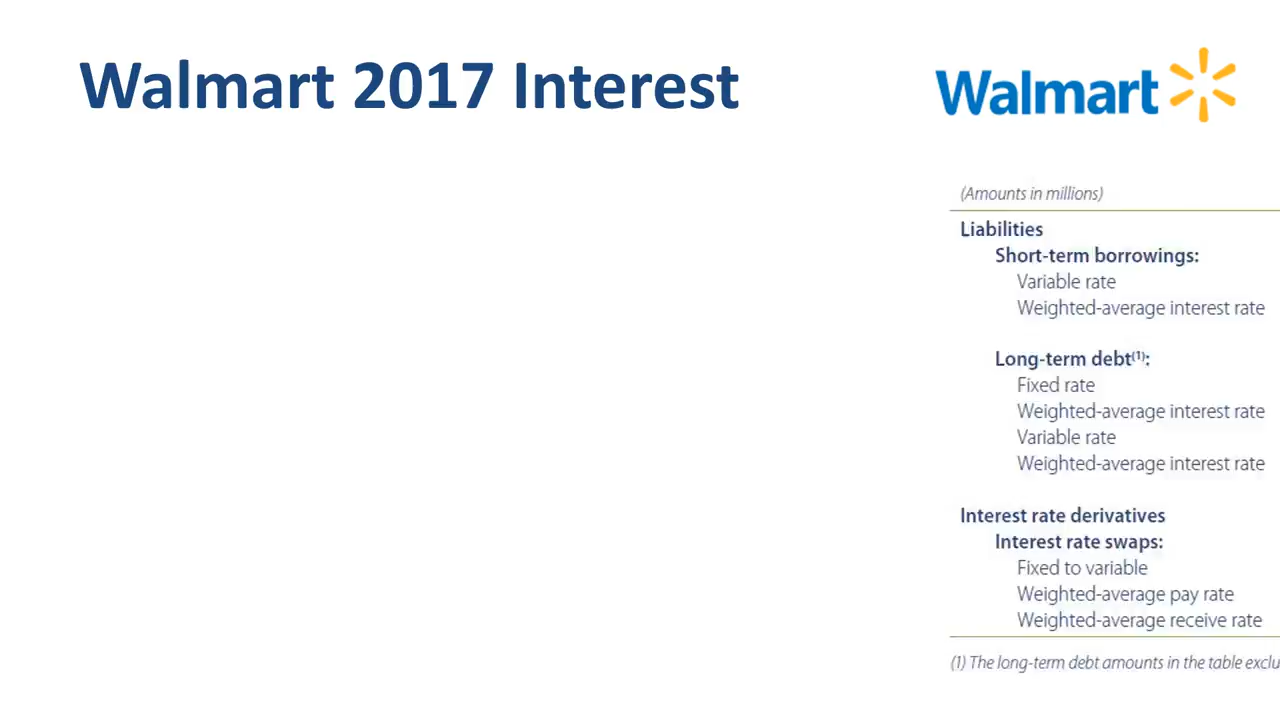 Walmart 2017 Interest
Walmart
(Amounts in millions)
Liabilities
Short-term borrowings:
Variable rate
Weighted-average interest rate
Long-term debt(1):
Fixed rate
Weighted-average interest rate
Variable rate
Weighted-average interest rate
Interest rate derivatives
Interest rate swaps:
Fixed to variable
Weighted-average pay rate
Weighted-average receive rate
(1) The long-term debt amounts in the table exclu